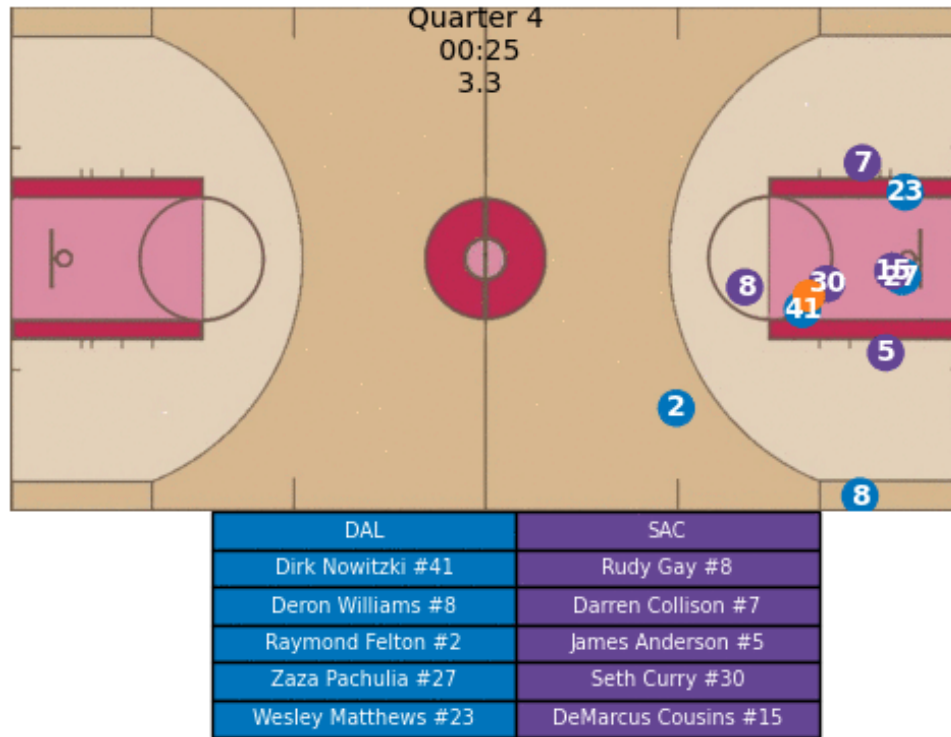 Quarter 4
00:25
3.3
7
23
15
27
30
8
41
5
2
8
DAL SAC
Dirk Nowitzki #41 Rudy Gay #8
Deron Williams #8 Darren Collison #7
Raymond Felton #2 James Anderson #5
Zaza Pachulia #27 Seth Curry #30
Wesley Matthews #23 DeMarcus Cousins #15